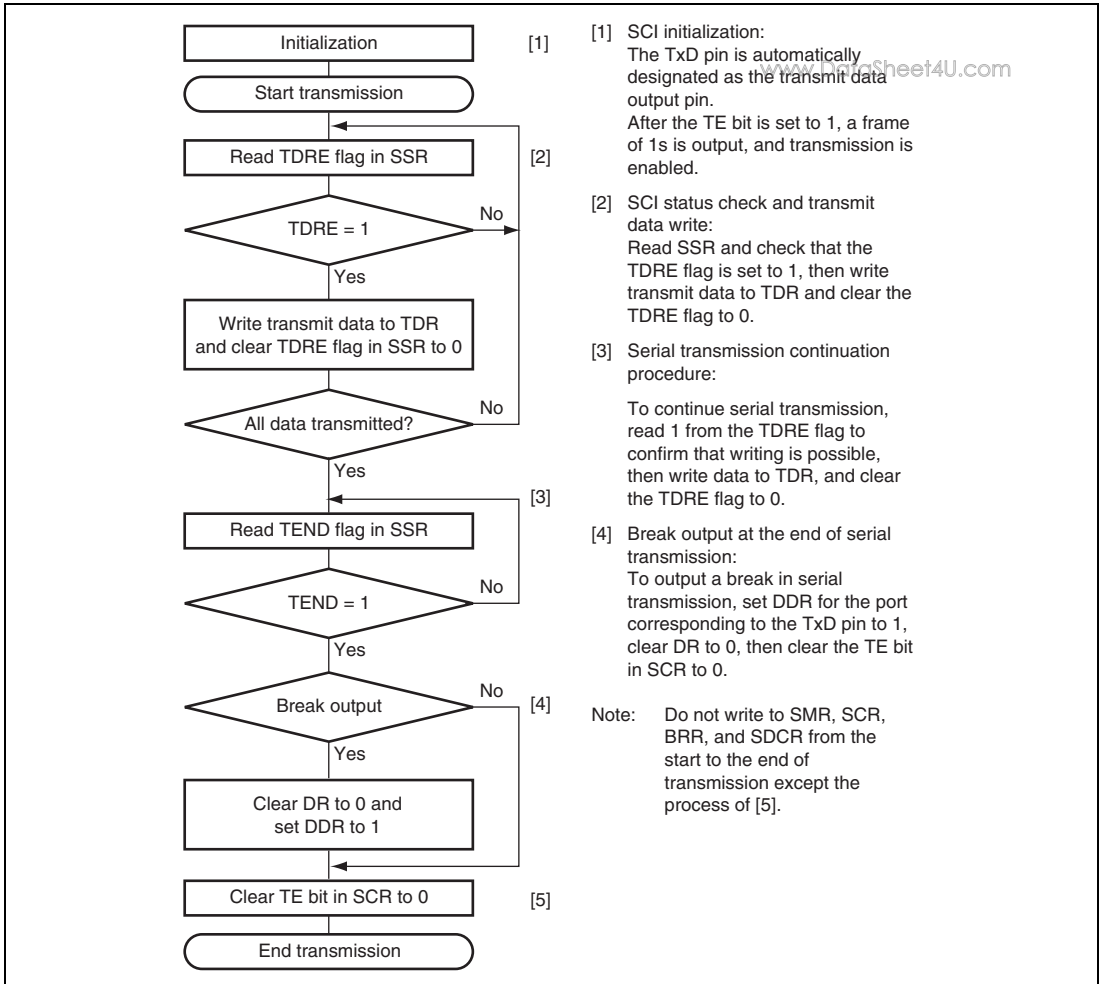 Initialization
[1]
Start transmission
Read TDRE flag in SSR
[2]
TDRE = 1
No
Yes
Write transmit data to TDR
and clear TDRE flag in SSR to 0
All data transmitted?
No
Yes
[3]
Read TEND flag in SSR
TEND = 1
No
Yes
Break output
No
[4]
Yes
Clear DR to 0 and
set DDR to 1
Clear TE bit in SCR to 0
[5]
End transmission
[1] SCI initialization:
The TxD pin is automatically
designated as the transmit data
output pin.
After the TE bit is set to 1, a frame
of 1s is output, and transmission is
enabled.
[2] SCI status check and transmit
data write:
Read SSR and check that the
TDRE flag is set to 1, then write
transmit data to TDR and clear the
TDRE flag to 0.
[3] Serial transmission continuation
procedure:
To continue serial transmission,
read 1 from the TDRE flag to
confirm that writing is possible,
then write data to TDR, and clear
the TDRE flag to 0.
[4] Break output at the end of serial
transmission:
To output a break in serial
transmission, set DDR for the port
corresponding to the TxD pin to 1,
clear DR to 0, then clear the TE bit
in SCR to 0.
Note: Do not write to SMR, SCR,
BRR, and SDCR from the
start to the end of
transmission except the
process of [5].
www.DataSheet4U.com